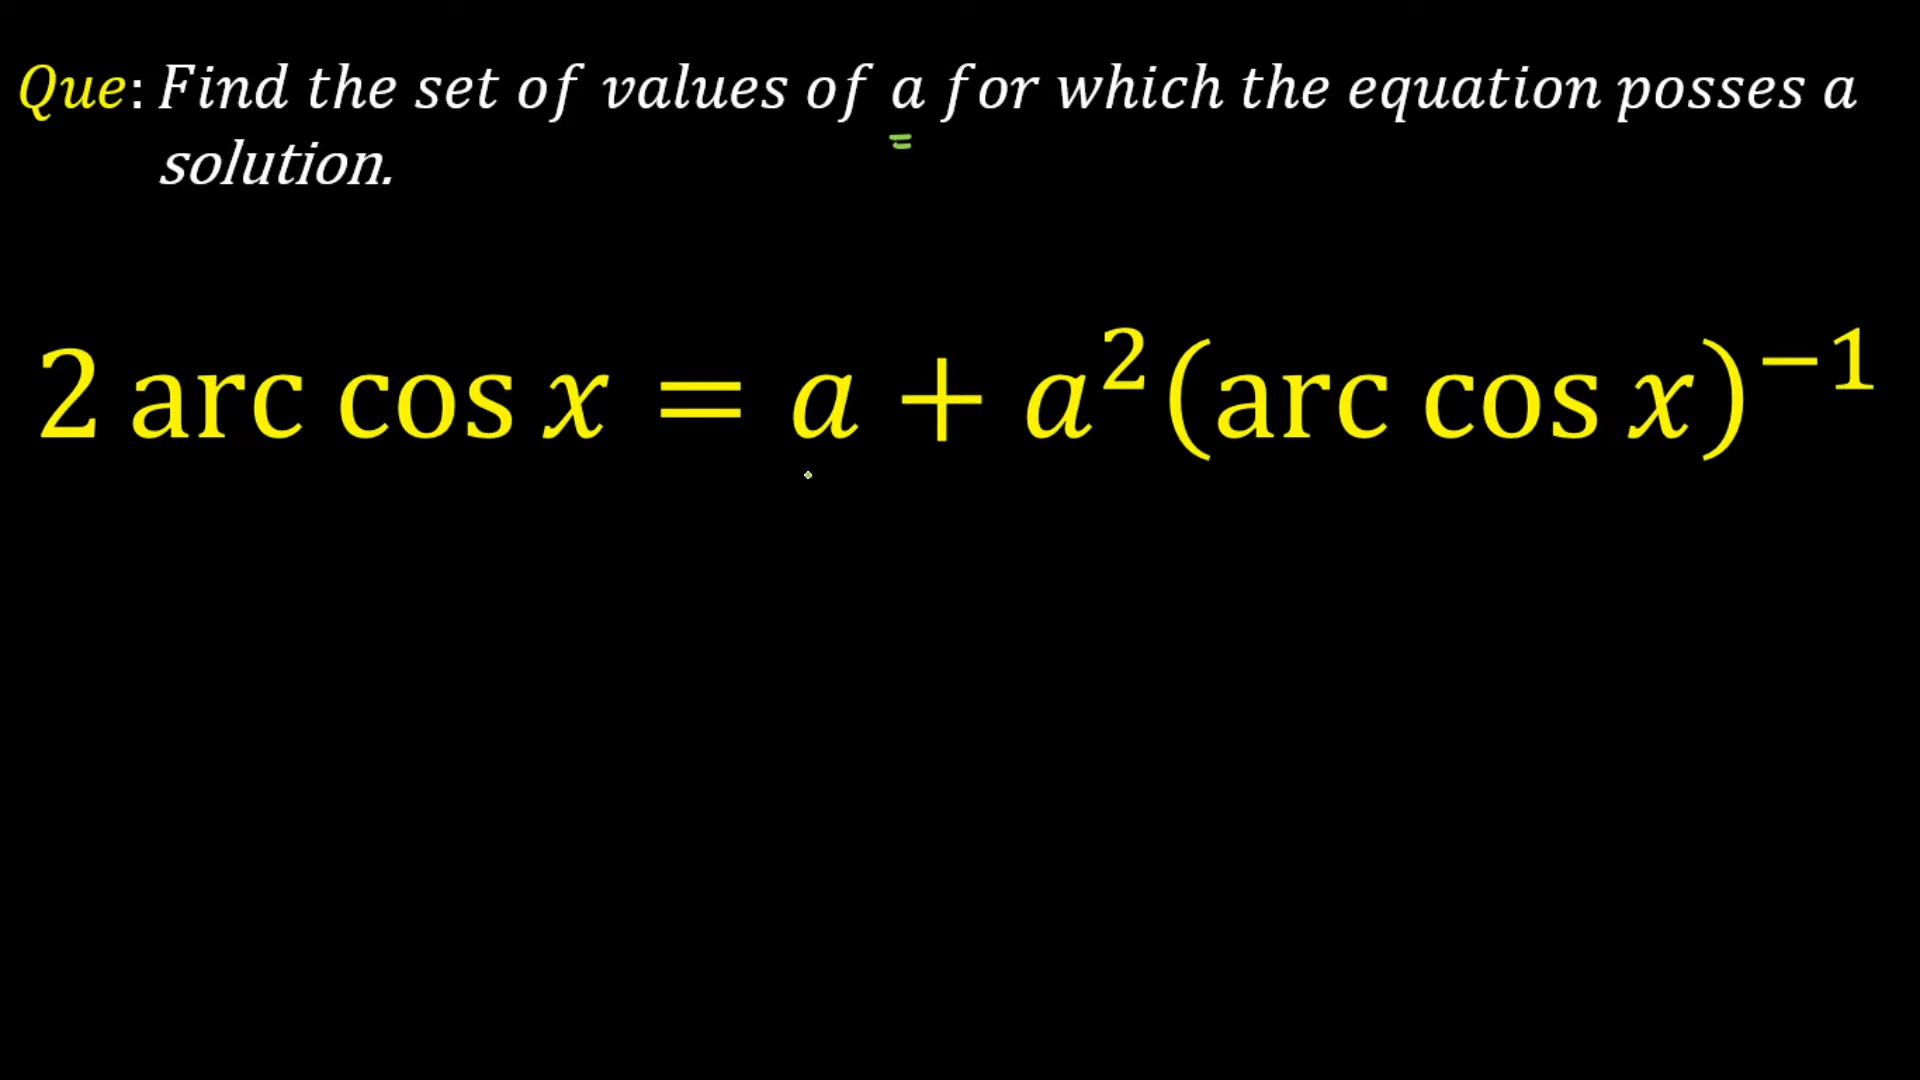 Que: Find the set of values of a for which the equation posses a
solution.
2 arc cos x = a + a²(arc cos x)⁻¹